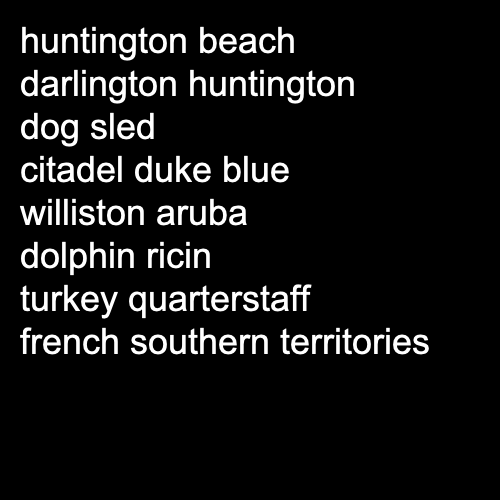 huntington beach
darlington huntington
dog sled
citadel duke blue
williston aruba
dolphin ricin
turkey quarterstaff
french southern territories